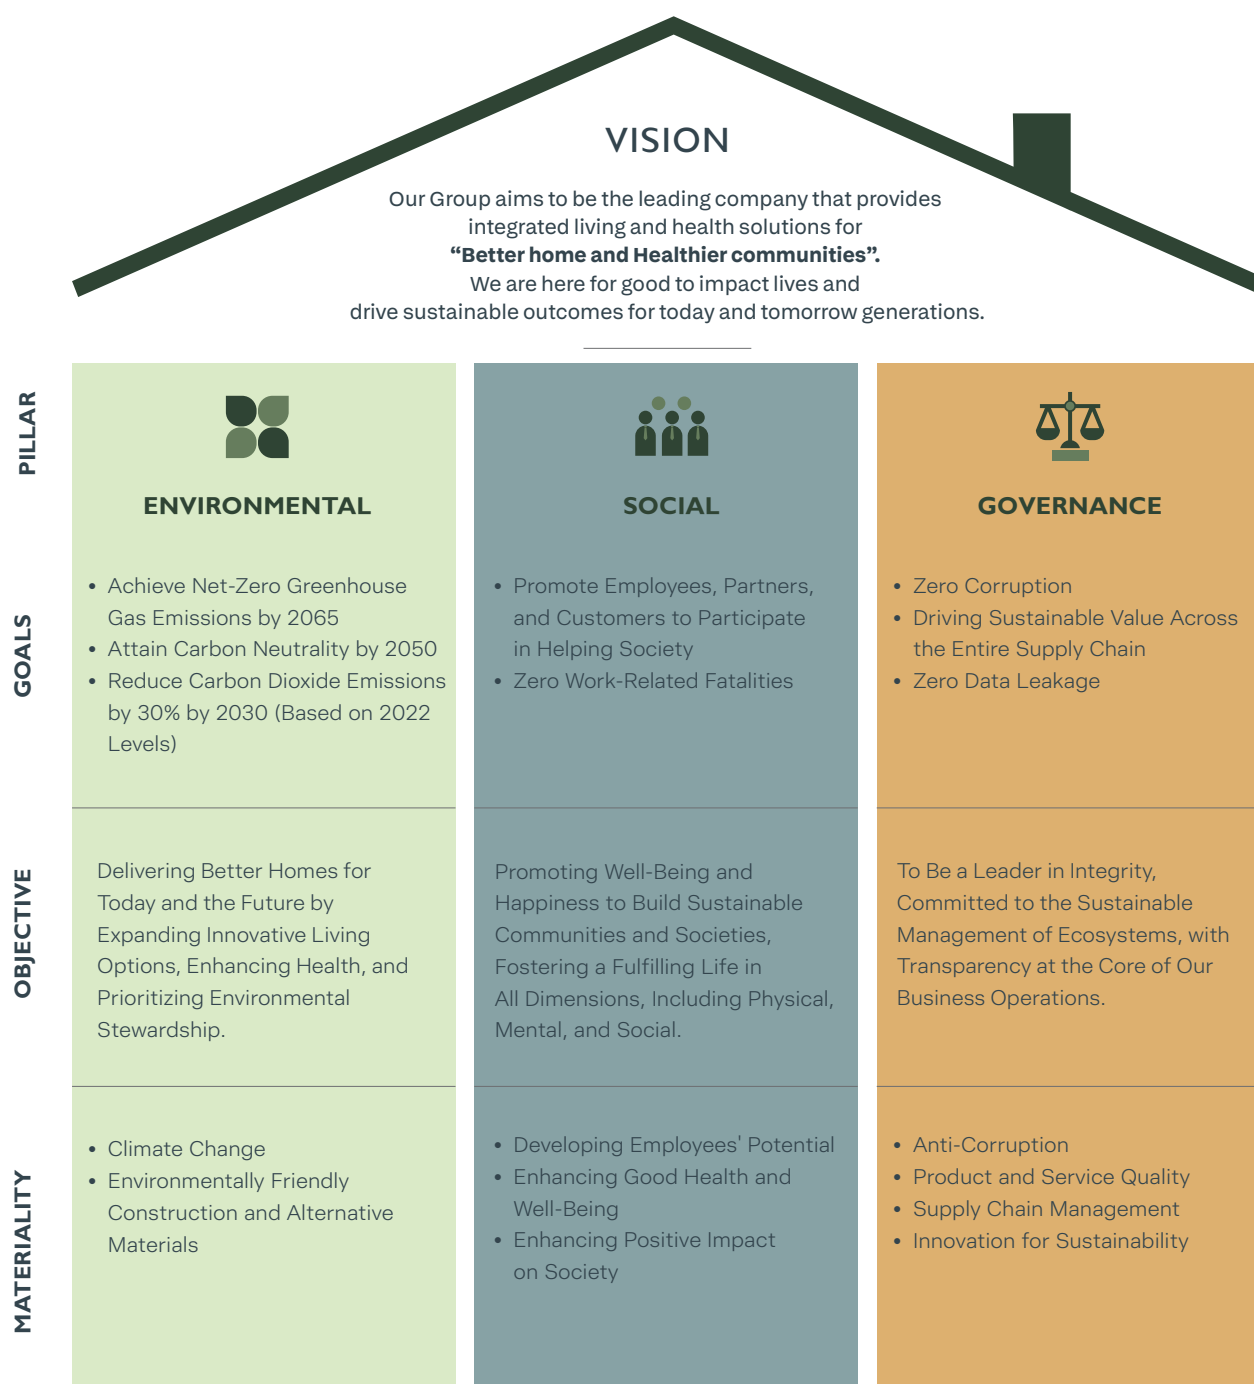 VISION
Our Group aims to be the leading company that provides
integrated living and health solutions for
“Better home and Healthier communities”.
We are here for good to impact lives and
drive sustainable outcomes for today and tomorrow generations.
PILLAR
ENVIRONMENTAL
SOCIAL
GOVERNANCE
GOALS
• Achieve Net-Zero Greenhouse
Gas Emissions by 2065
• Attain Carbon Neutrality by 2050
• Reduce Carbon Dioxide Emissions
by 30% by 2030 (Based on 2022
Levels)
• Promote Employees, Partners,
and Customers to Participate
in Helping Society
• Zero Work-Related Fatalities
• Zero Corruption
• Driving Sustainable Value Across
the Entire Supply Chain
• Zero Data Leakage
OBJECTIVE
Delivering Better Homes for
Today and the Future by
Expanding Innovative Living
Options, Enhancing Health, and
Prioritizing Environmental
Stewardship.
Promoting Well-Being and
Happiness to Build Sustainable
Communities and Societies,
Fostering a Fulfilling Life in
All Dimensions, Including Physical,
Mental, and Social.
To Be a Leader in Integrity,
Committed to the Sustainable
Management of Ecosystems, with
Transparency at the Core of Our
Business Operations.
MATERIALITY
• Climate Change
• Environmentally Friendly
Construction and Alternative
Materials
• Developing Employees' Potential
• Enhancing Good Health and
Well-Being
• Enhancing Positive Impact
on Society
• Anti-Corruption
• Product and Service Quality
• Supply Chain Management
• Innovation for Sustainability